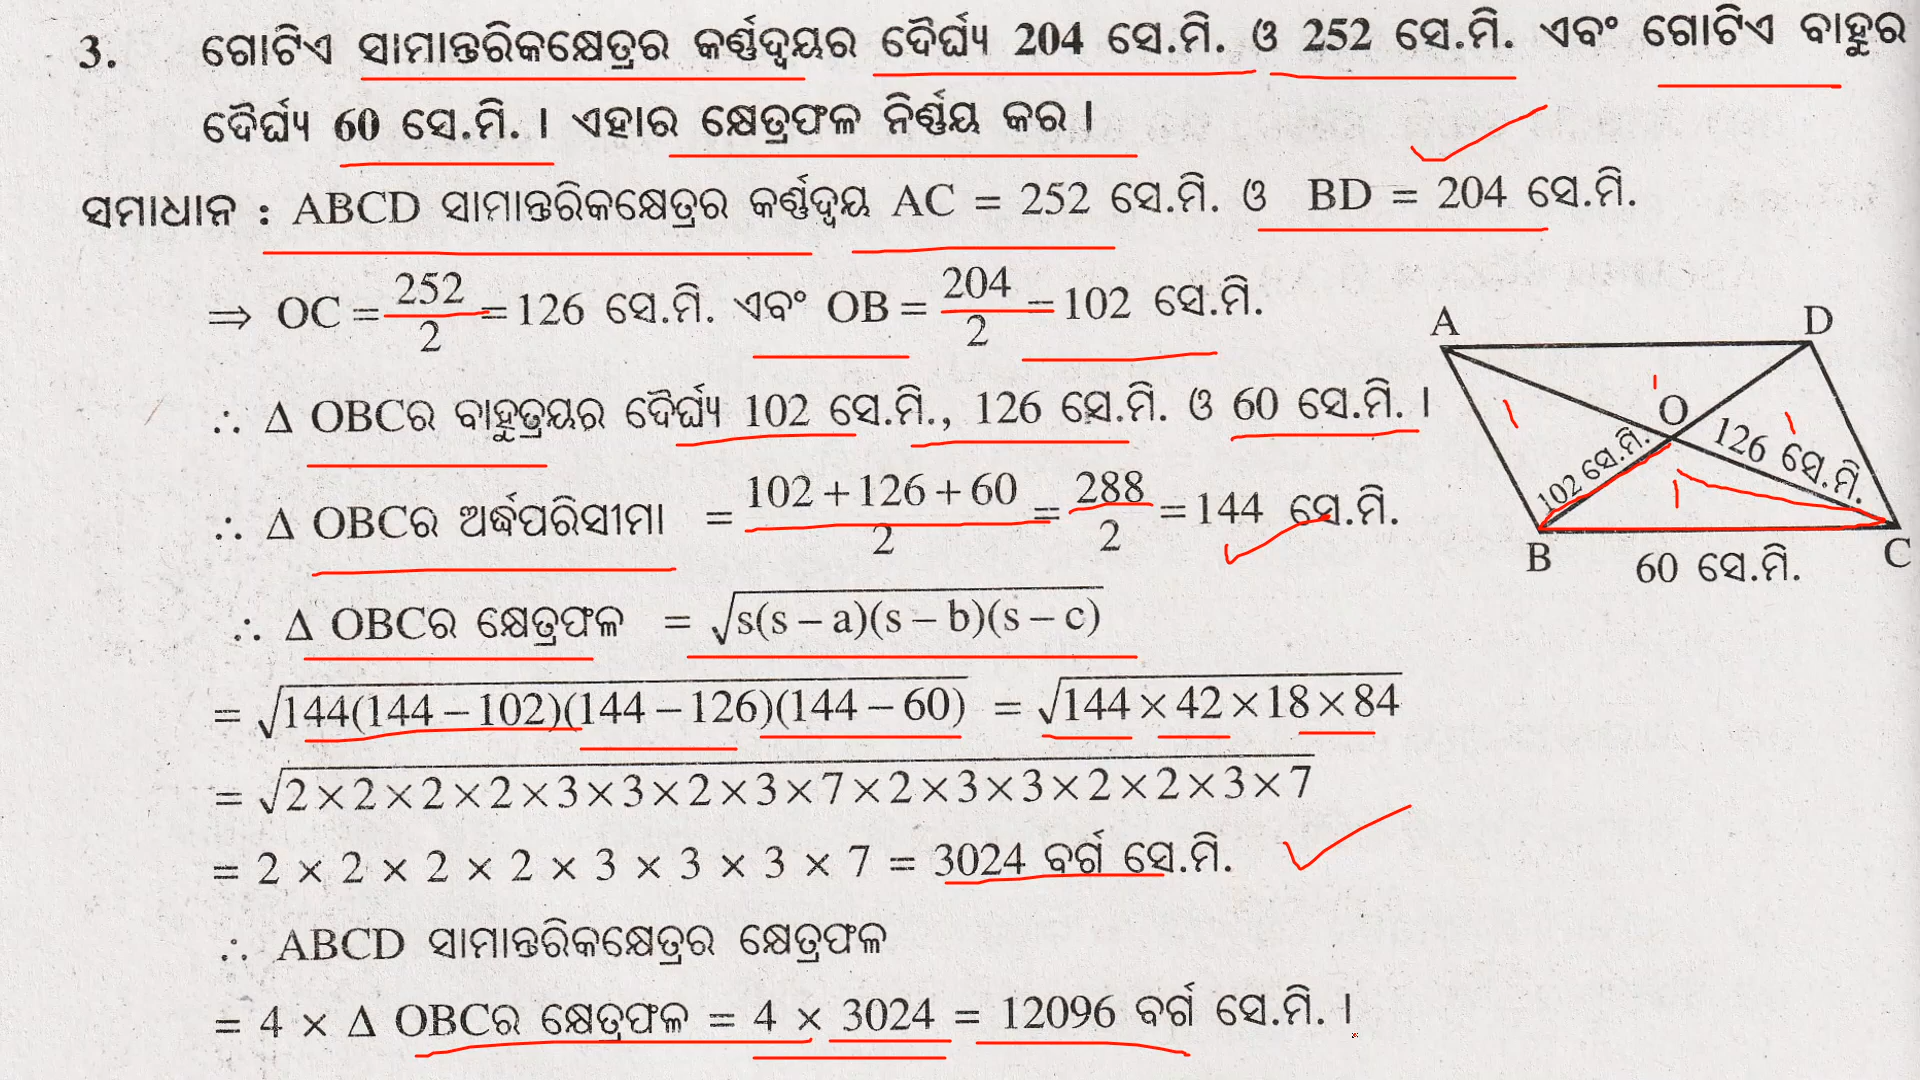 3. ଗୋଟିଏ ସାମାନ୍ତରିକକ୍ଷେତ୍ରର କର୍ଣ୍ଣଦ୍ୱୟର ଦୈର୍ଘ୍ୟ 204 ସେ.ମି. ଓ 252 ସେ.ମି. ଏବଂ ଗୋଟିଏ ବାହୁର
ଦୈର୍ଘ୍ୟ 60 ସେ.ମି. । ଏହାର କ୍ଷେତ୍ରଫଳ ନିର୍ଣ୍ଣୟ କର ।
ସମାଧାନ : ABCD ସାମାନ୍ତରିକକ୍ଷେତ୍ରର କର୍ଣ୍ଣଦ୍ୱୟ AC = 252 ସେ.ମି. ଓ BD = 204 ସେ.ମି.
⇒ OC = 252/2 = 126 ସେ.ମି. ଏବଂ OB = 204/2 = 102 ସେ.ମି.
∴ Δ OBCର ବାହୁତ୍ରୟର ଦୈର୍ଘ୍ୟ 102 ସେ.ମି., 126 ସେ.ମି. ଓ 60 ସେ.ମି. ।
∴ Δ OBCର ଅର୍ଦ୍ଧପରିସୀମା = (102 + 126 + 60)/2 = 288/2 = 144 ସେ.ମି.
∴ Δ OBCର କ୍ଷେତ୍ରଫଳ = √s(s – a)(s – b)(s – c)
= √144(144 – 102)(144 – 126)(144 – 60) = √144 × 42 × 18 × 84
= √2 × 2 × 2 × 2 × 3 × 3 × 2 × 3 × 7 × 2 × 3 × 3 × 2 × 2 × 3 × 7
= 2 × 2 × 2 × 2 × 3 × 3 × 3 × 7 = 3024 ବର୍ଗ ସେ.ମି.
∴ ABCD ସାମାନ୍ତରିକକ୍ଷେତ୍ରର କ୍ଷେତ୍ରଫଳ
= 4 × Δ OBCର କ୍ଷେତ୍ରଫଳ = 4 × 3024 = 12096 ବର୍ଗ ସେ.ମି. ।
A D
O
102 ସେ.ମି. 126 ସେ.ମି.
B C
60 ସେ.ମି.